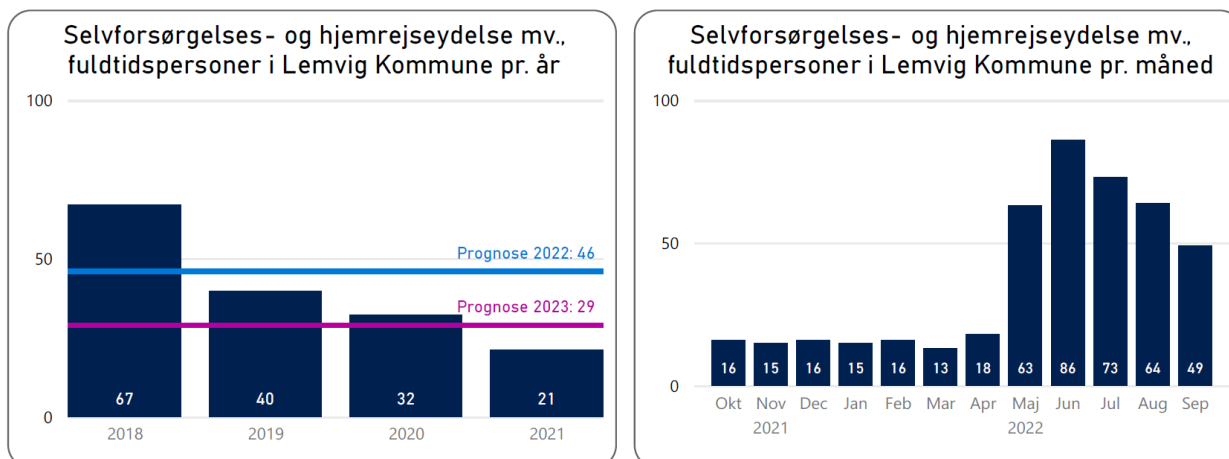 Selvforsørgelses- og hjemrejseydelse mv.,
fuldtidspersoner i Lemvig Kommune pr. år
100
50
0
Prognose 2022: 46
Prognose 2023: 29
67
40
32
21
2018
2019
2020
2021
Selvforsørgelses- og hjemrejseydelse mv.,
fuldtidspersoner i Lemvig Kommune pr. måned
100
50
0
16 15 16 15 16 13 18 63 86 73 64 49
Okt Nov Dec Jan Feb Mar Apr Maj Jun Jul Aug Sep
2021 2022